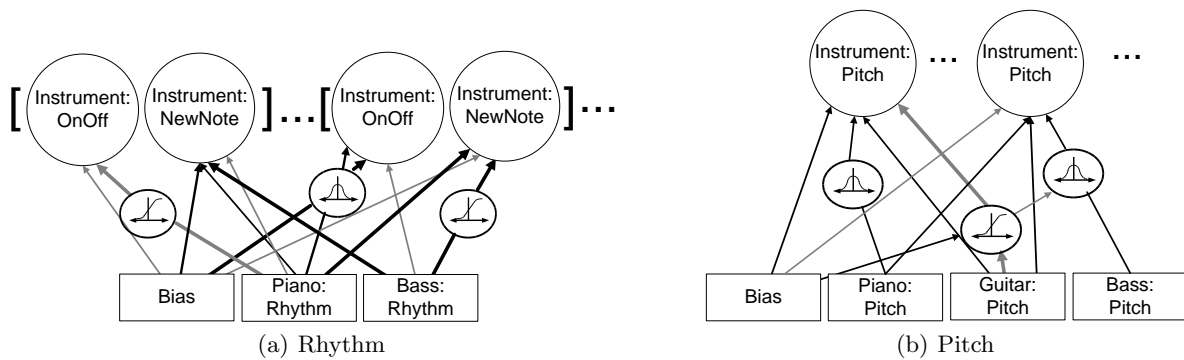 [ Instrument: OnOff Instrument: NewNote ] ... [ Instrument: OnOff Instrument: NewNote ] ...
Bias
Piano:
Rhythm
Bass:
Rhythm
(a) Rhythm
Instrument:
Pitch
...
Instrument:
Pitch
...
Bias
Piano:
Pitch
Guitar:
Pitch
Bass:
Pitch
(b) Pitch